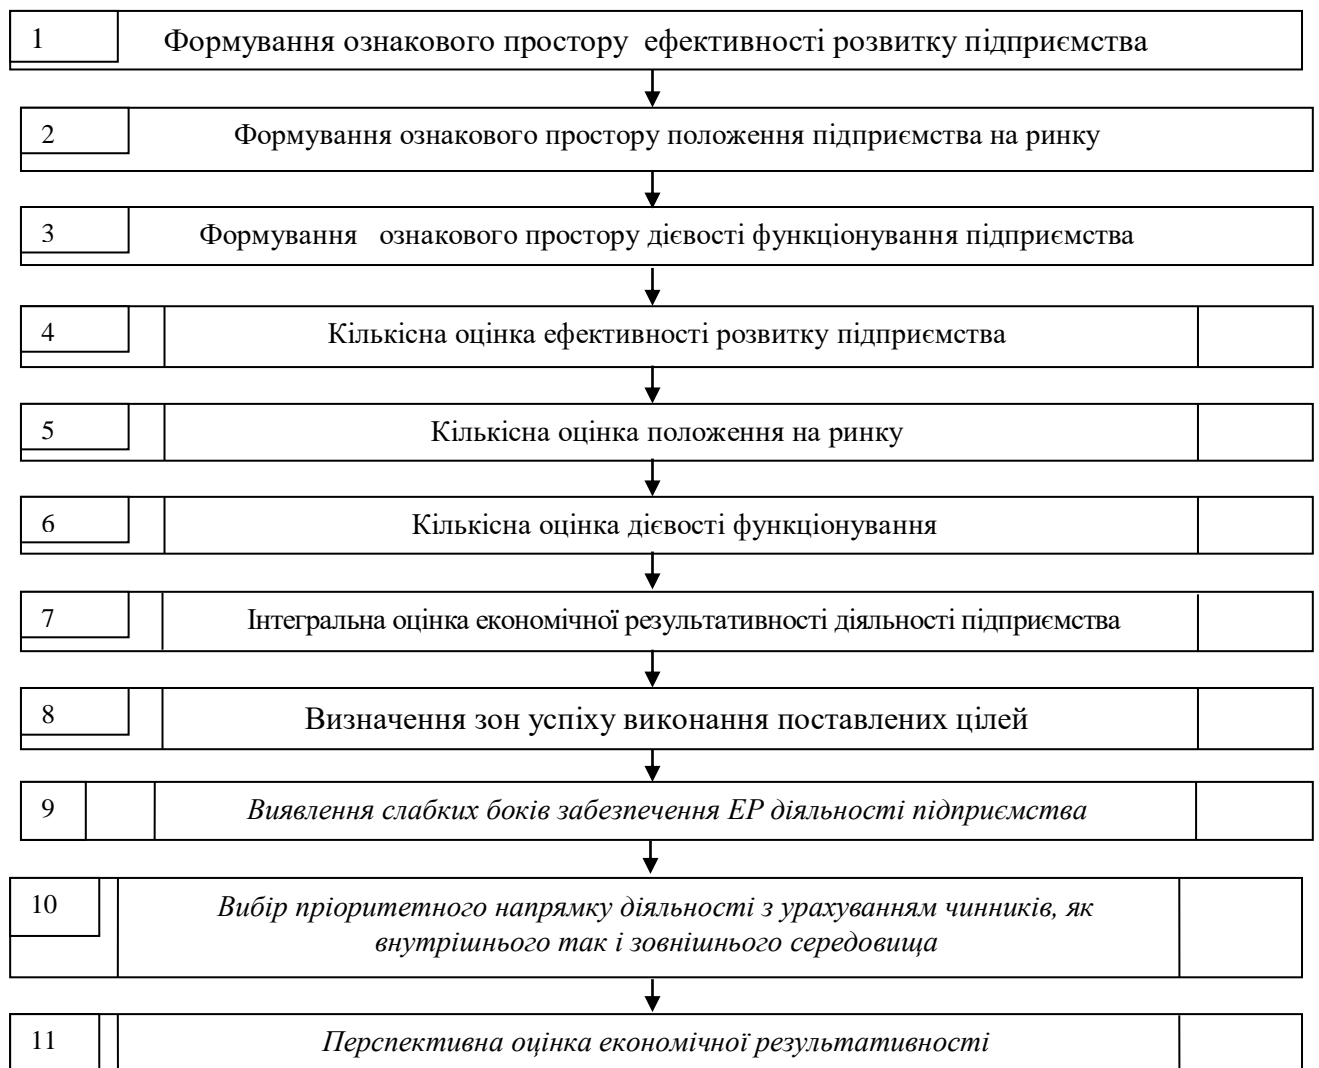 1 Формування ознакового простору ефективності розвитку підприємства
2 Формування ознакового простору положення підприємства на ринку
3 Формування ознакового простору дієвості функціонування підприємства
4 Кількісна оцінка ефективності розвитку підприємства
5 Кількісна оцінка положення на ринку
6 Кількісна оцінка дієвості функціонування
7 Інтегральна оцінка економічної результативності діяльності підприємства
8 Визначення зон успіху виконання поставлених цілей
9 Виявлення слабких боків забезпечення ЕР діяльності підприємства
10 Вибір пріоритетного напрямку діяльності з урахуванням чинників, як
внутрішнього так і зовнішнього середовища
11 Перспективна оцінка економічної результативності